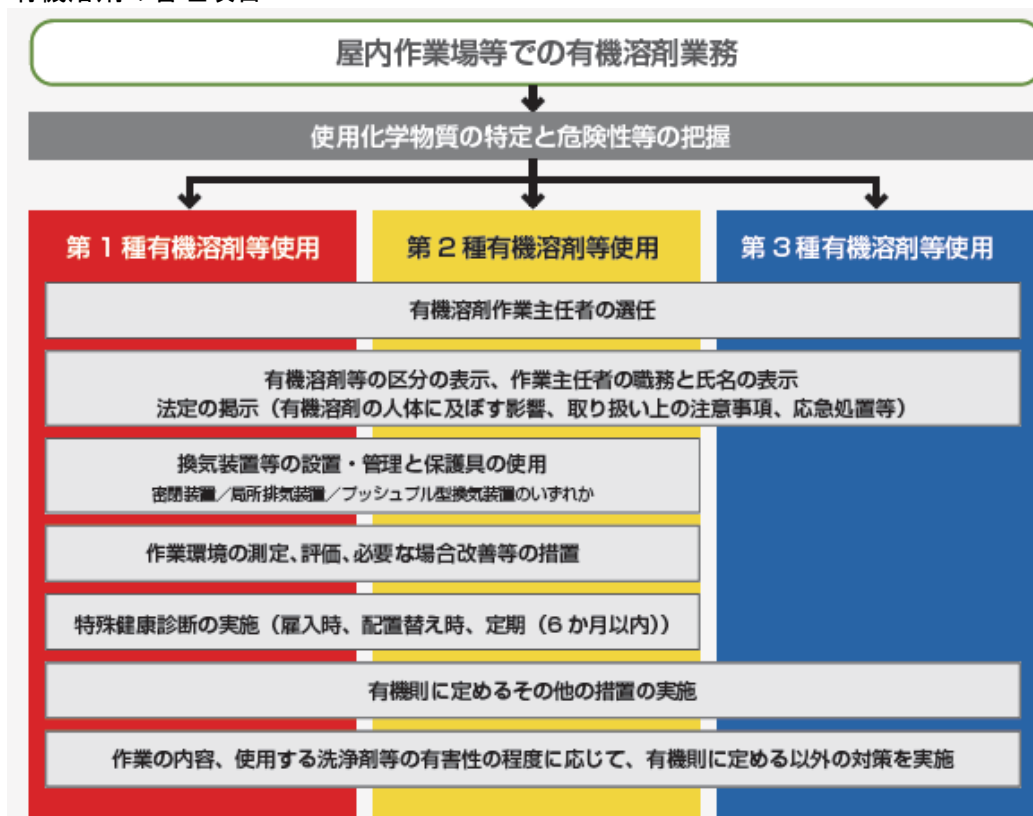 有機溶剤の管理項目
屋内作業場等での有機溶剤業務
使用化学物質の特定と危険性等の把握
第1種有機溶剤等使用
第2種有機溶剤等使用
第3種有機溶剤等使用
有機溶剤作業主任者の選任
有機溶剤等の区分の表示、作業主任者の職務と氏名の表示
法定の掲示（有機溶剤の人体に及ぼす影響、取り扱い上の注意事項、応急処置等）
換気装置等の設置・管理と保護具の使用
密閉装置／局所排気装置／プッシュプル型換気装置のいずれか
作業環境の測定、評価、必要な場合改善等の措置
特殊健康診断の実施（雇入時、配置替え時、定期（6か月以内））
有機則に定めるその他の措置の実施
作業の内容、使用する洗浄剤等の有害性の程度に応じて、有機則に定める以外の対策を実施